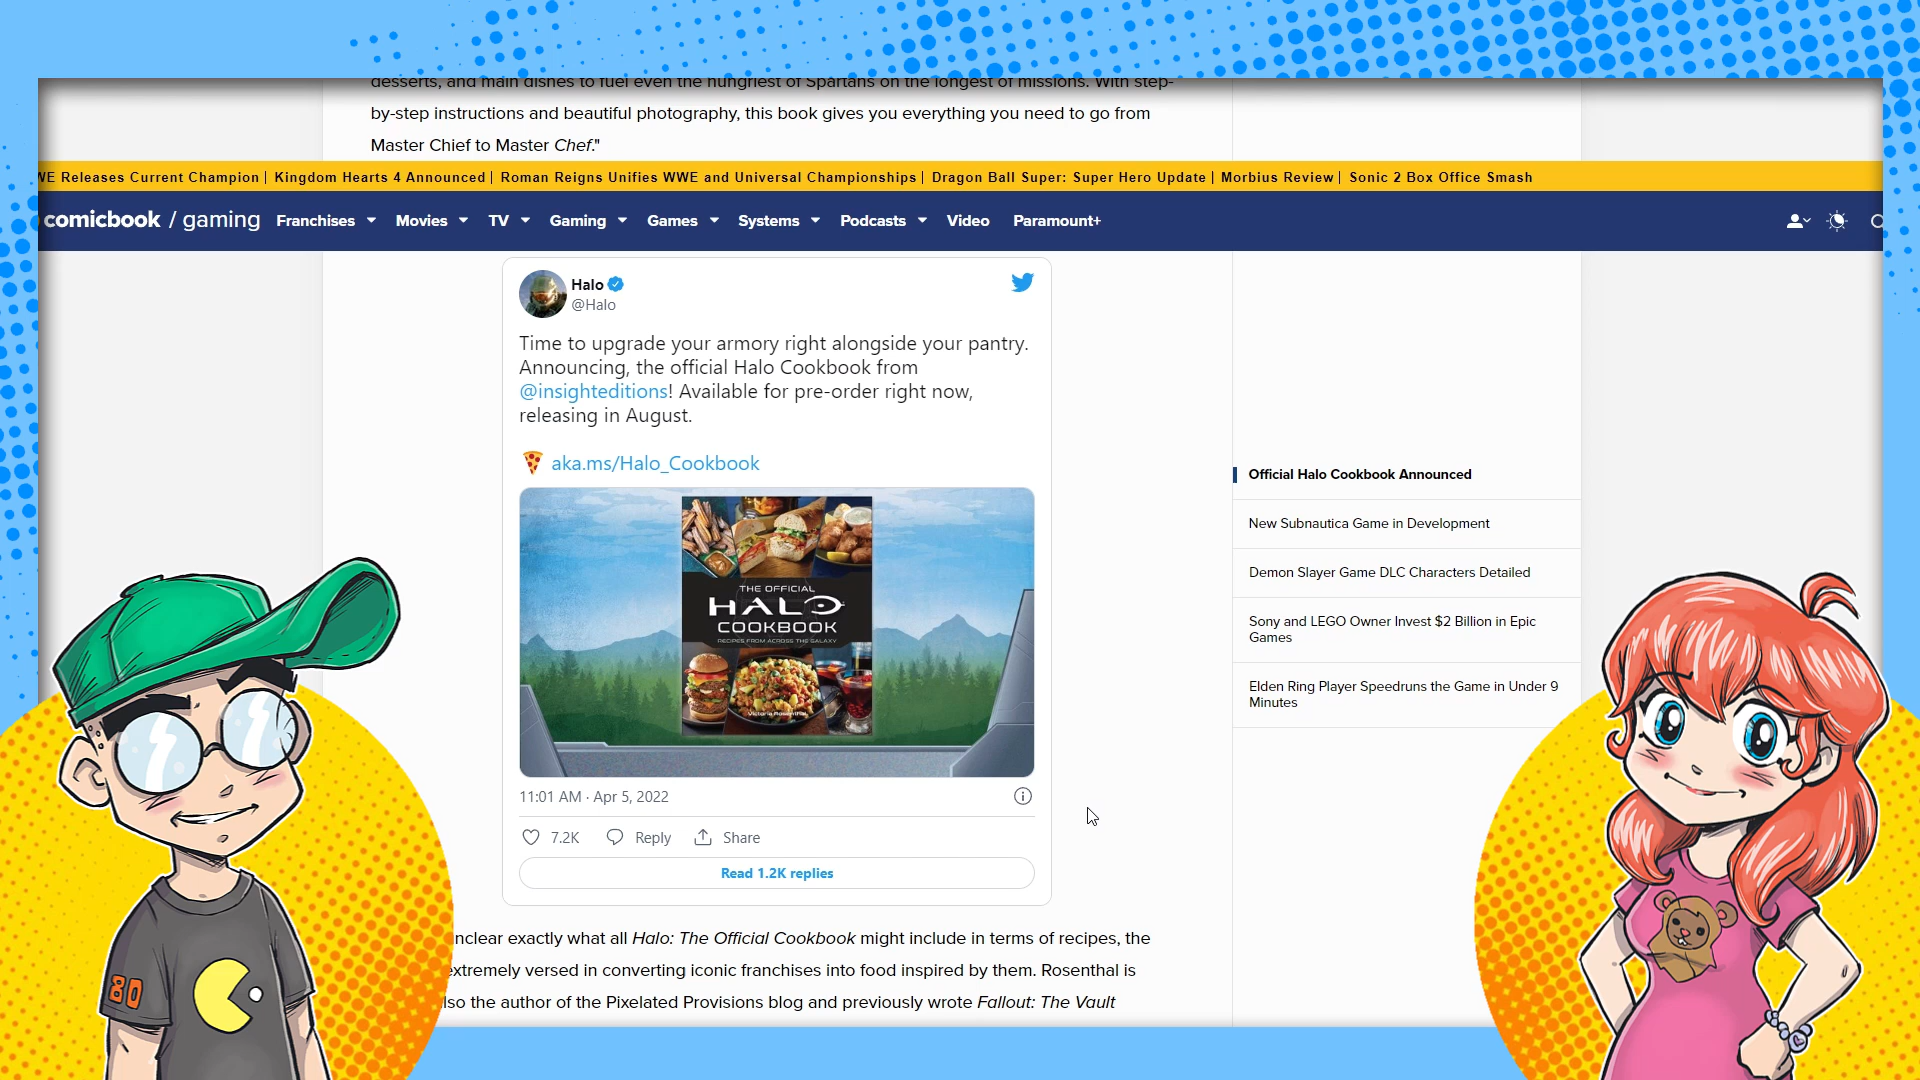 desserts, and main dishes to fuel even the hungriest of Spartans on the longest of missions. With step-
by-step instructions and beautiful photography, this book gives you everything you need to go from
Master Chief to Master Chef."
WE Releases Current Champion | Kingdom Hearts 4 Announced | Roman Reigns Unifies WWE and Universal Championships | Dragon Ball Super: Super Hero Update | Morbius Review | Sonic 2 Box Office Smash
comicbook / gaming Franchises Movies TV Gaming Games Systems Podcasts Video Paramount+
Halo
@Halo
Time to upgrade your armory right alongside your pantry.
Announcing, the official Halo Cookbook from
@insighteditions! Available for pre-order right now,
releasing in August.
🍕 aka.ms/Halo_Cookbook
THE OFFICIAL
HALO
COOKBOOK
RECIPES FROM ACROSS THE GALAXY
Victoria Rosenthal
11:01 AM · Apr 5, 2022
7.2K Reply Share
Read 1.2K replies
Official Halo Cookbook Announced
New Subnautica Game in Development
Demon Slayer Game DLC Characters Detailed
Sony and LEGO Owner Invest $2 Billion in Epic
Games
Elden Ring Player Speedruns the Game in Under 9
Minutes
nclear exactly what all Halo: The Official Cookbook might include in terms of recipes, the
extremely versed in converting iconic franchises into food inspired by them. Rosenthal is
lso the author of the Pixelated Provisions blog and previously wrote Fallout: The Vault
80